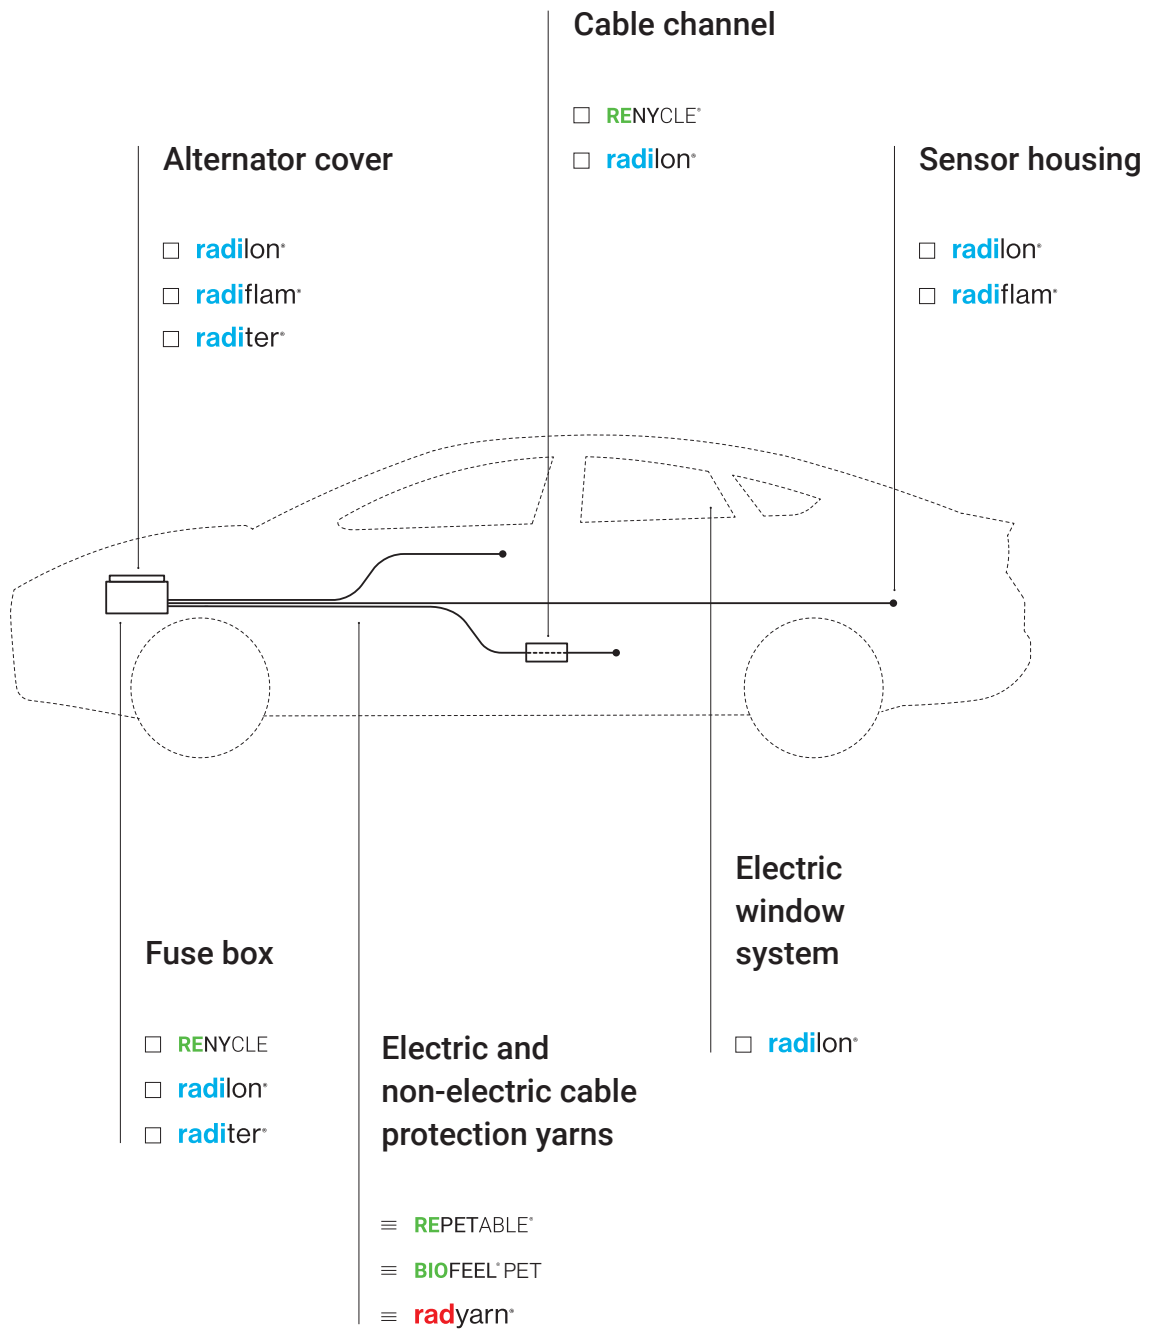 Cable channel
RENYCLE®
radilon®
Alternator cover
radilon®
radiflam®
raditer®
Sensor housing
radilon®
radiflam®
Electric
window
system
radilon®
Fuse box
RENYCLE
radilon®
raditer®
Electric and
non-electric cable
protection yarns
REPETABLE®
BIOFEEL® PET
radyarn®